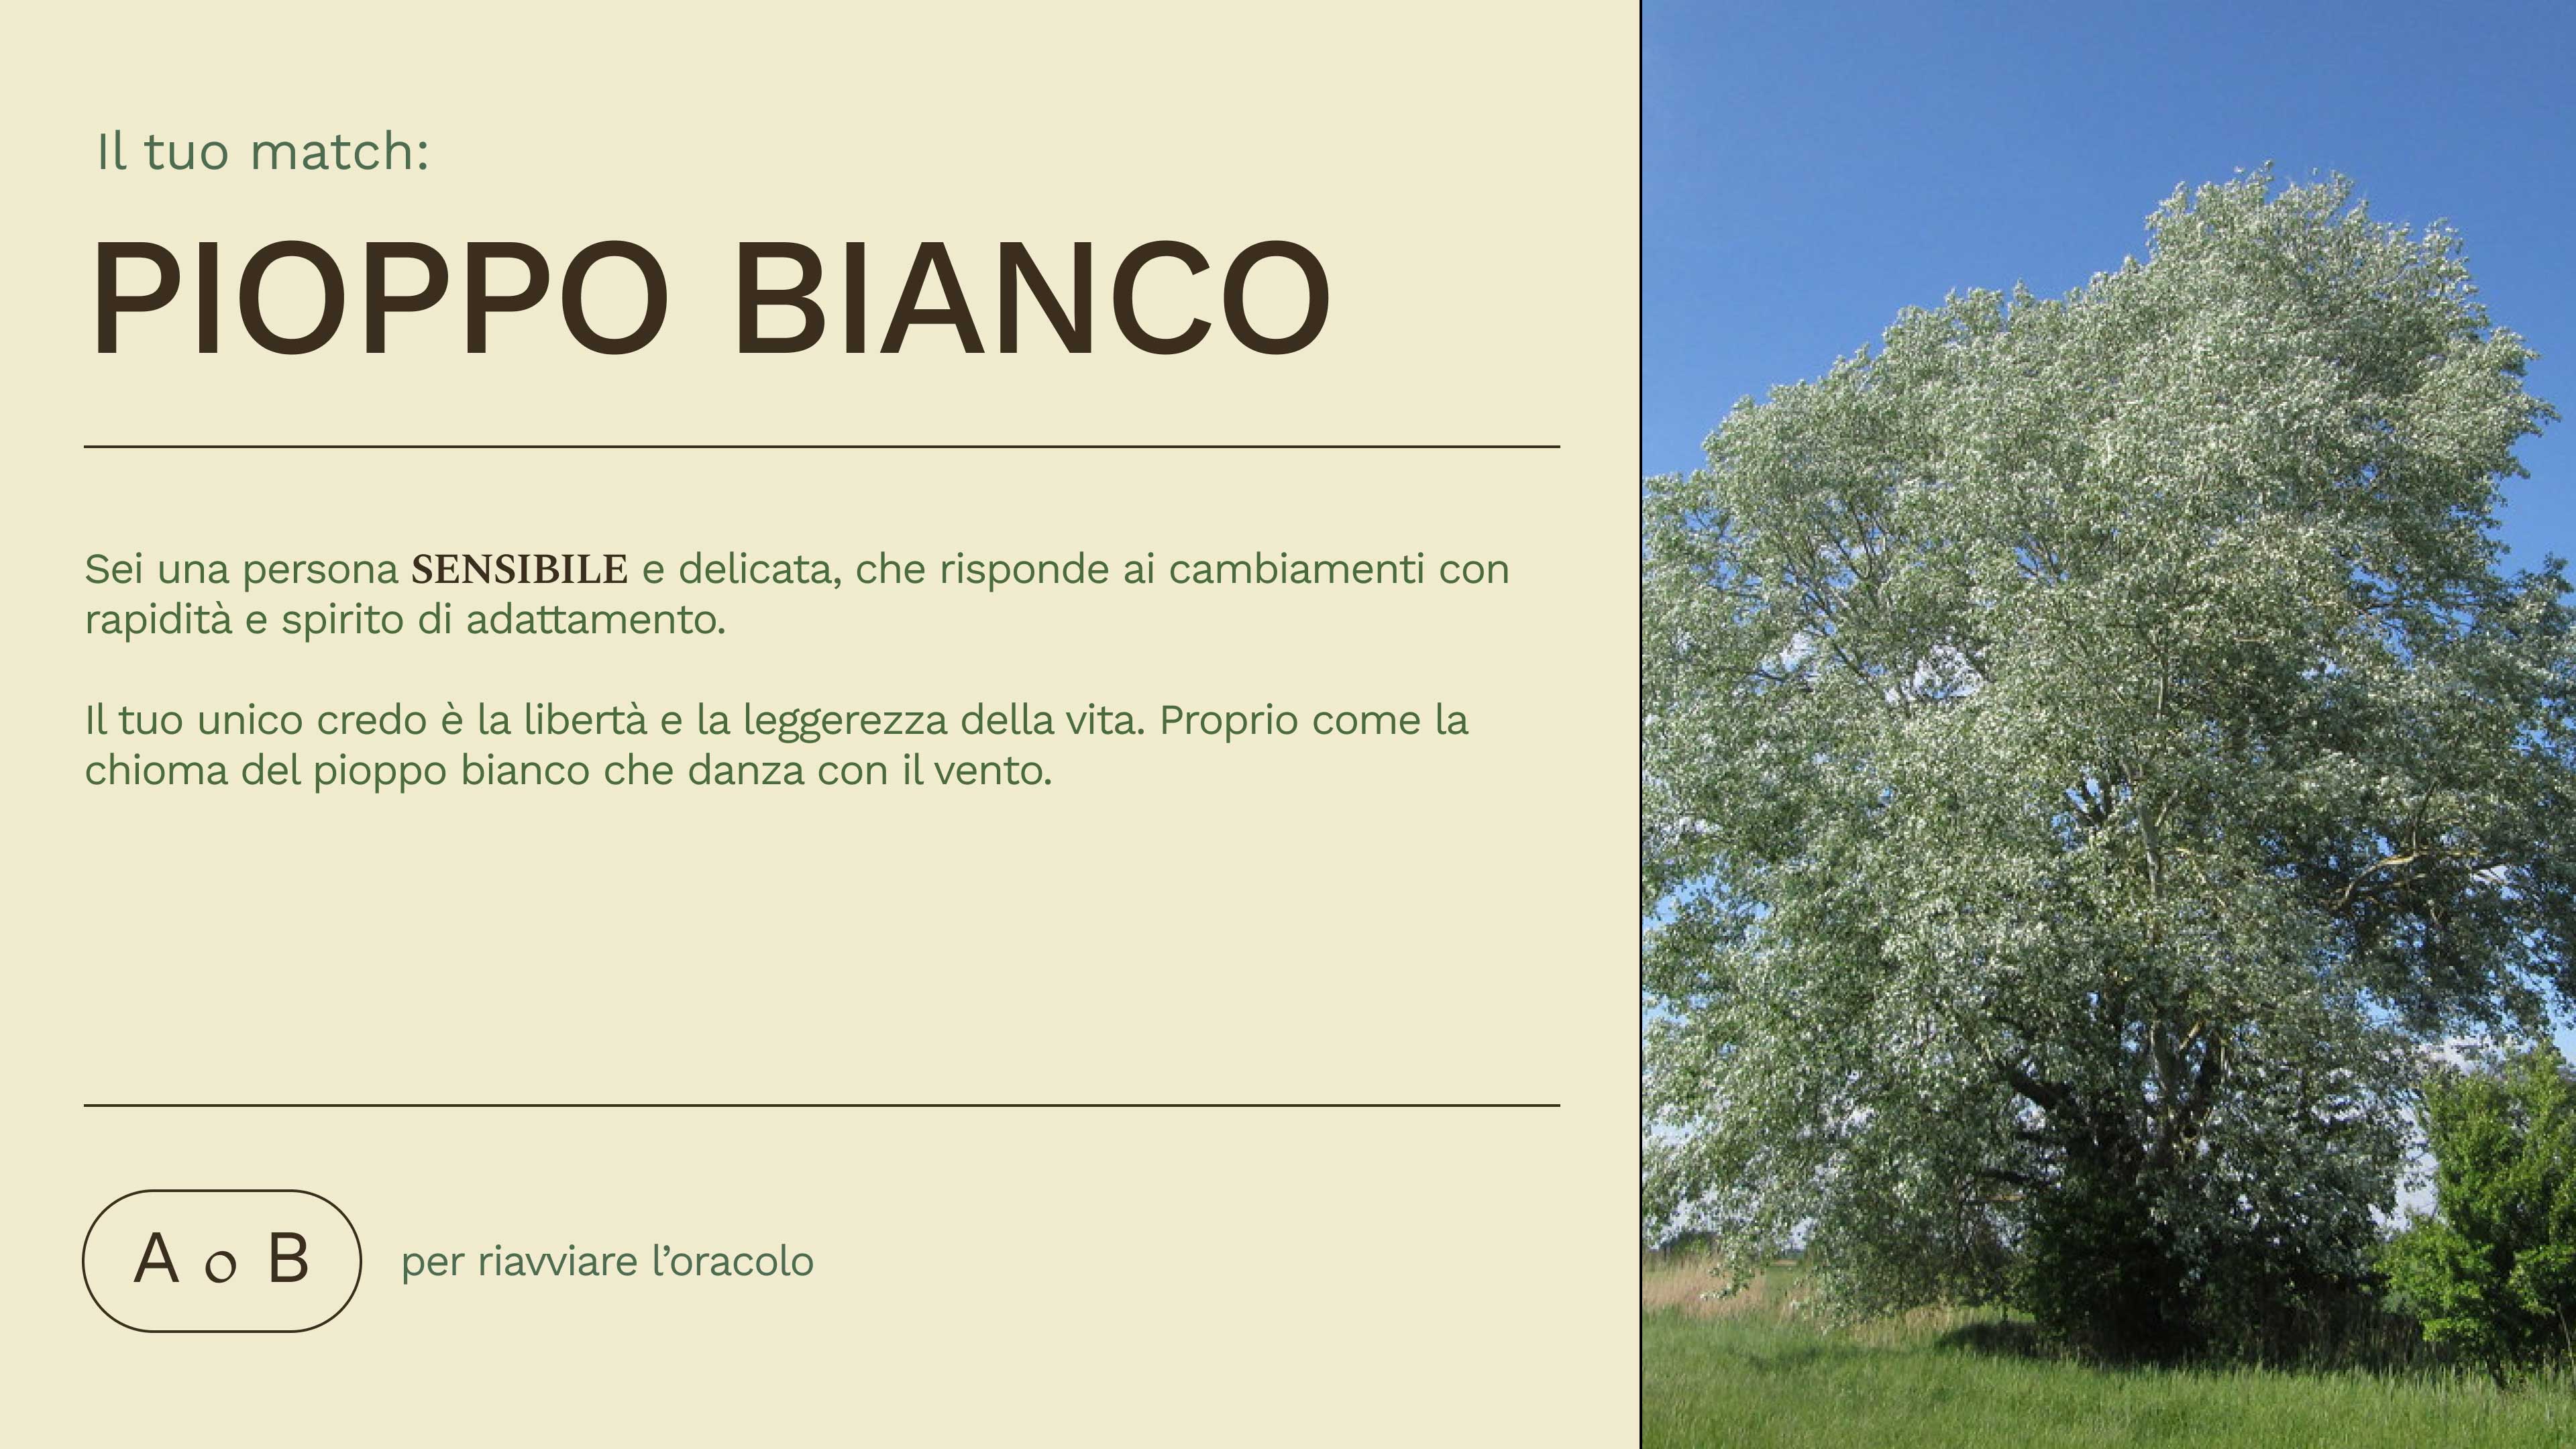 Il tuo match:
PIOPPO BIANCO
Sei una persona SENSIBILE e delicata, che risponde ai cambiamenti con
rapidità e spirito di adattamento.
Il tuo unico credo è la libertà e la leggerezza della vita. Proprio come la
chioma del pioppo bianco che danza con il vento.
A o B per riavviare l’oracolo